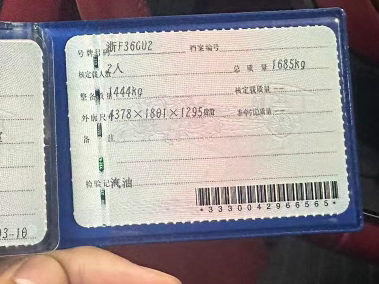 号牌号码 浙F36GU2 档案编号
核定载人数 2人 总质量 1685kg
整备质量 1444kg 核定载质量 --
外廓尺寸 4378×1801×1295mm 准牵引总质量 --
备注
检验记录 汽油
*3330042966565*
03-10